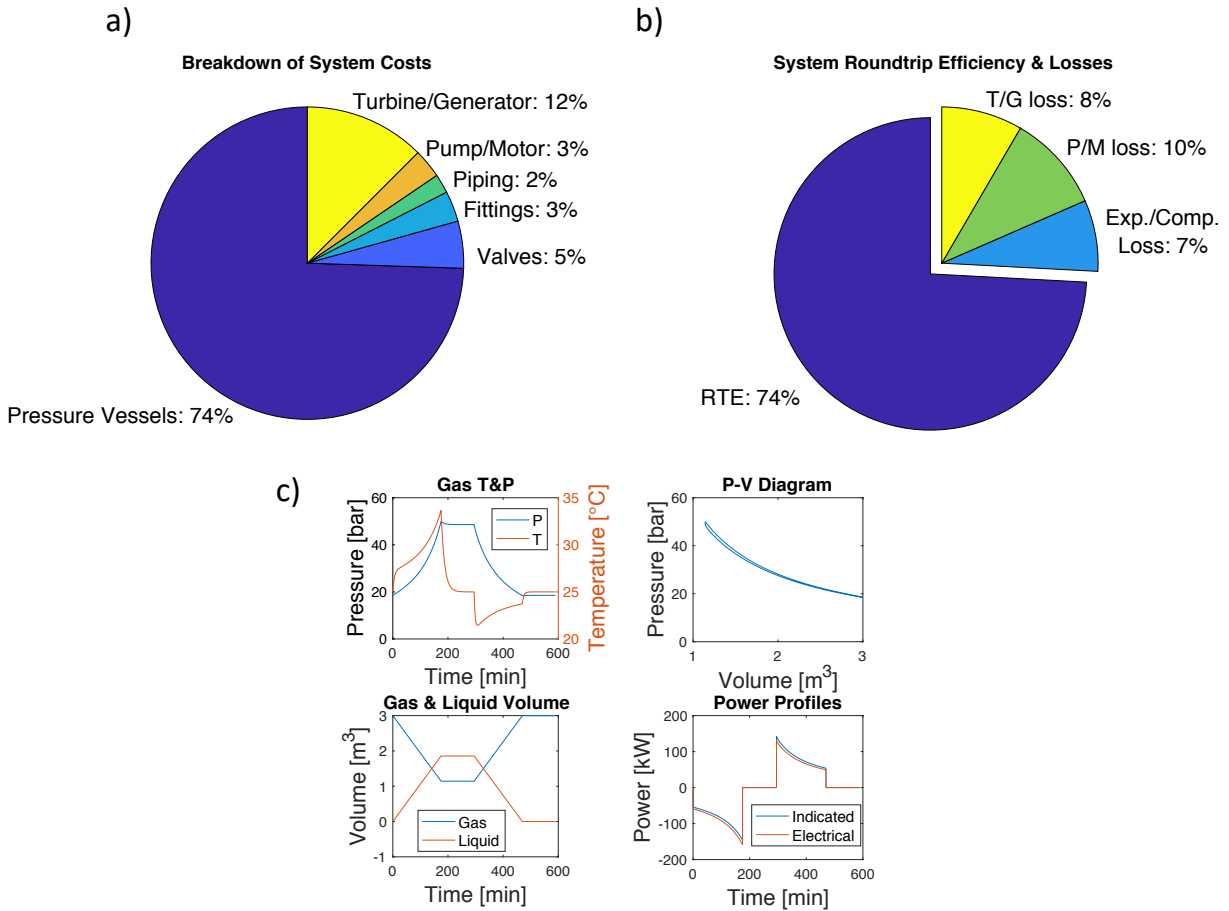 a)
Breakdown of System Costs
Turbine/Generator: 12%
Pump/Motor: 3%
Piping: 2%
Fittings: 3%
Valves: 5%
Pressure Vessels: 74%
b)
System Roundtrip Efficiency & Losses
T/G loss: 8%
P/M loss: 10%
Exp./Comp.
Loss: 7%
RTE: 74%
c)
Gas T&P
60
40
20
0
Pressure [bar]
35
30
25
20
Temperature [°C]
P
T
0 200 400 600
Time [min]
P-V Diagram
60
40
20
0
Pressure [bar]
1 2 3
Volume [m³]
Gas & Liquid Volume
3
2
1
0
-1
Volume [m³]
Gas
Liquid
0 200 400 600
Time [min]
Power Profiles
200
100
0
-100
-200
Power [kW]
Indicated
Electrical
0 200 400 600
Time [min]